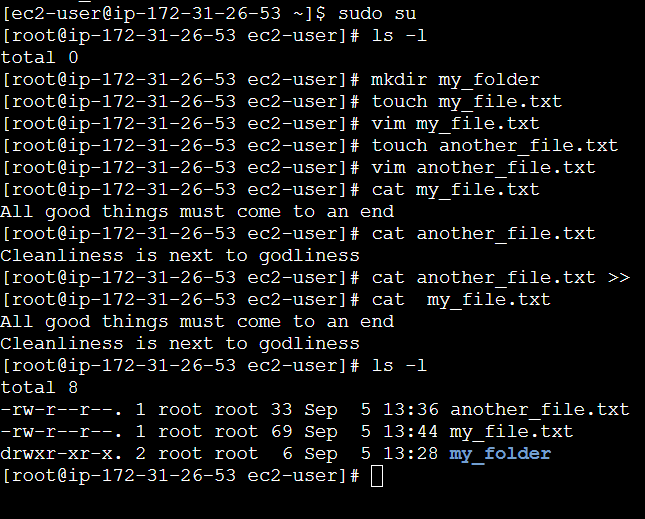 [ec2-user@ip-172-31-26-53 ~]$ sudo su
[root@ip-172-31-26-53 ec2-user]# ls -l
total 0
[root@ip-172-31-26-53 ec2-user]# mkdir my_folder
[root@ip-172-31-26-53 ec2-user]# touch my_file.txt
[root@ip-172-31-26-53 ec2-user]# vim my_file.txt
[root@ip-172-31-26-53 ec2-user]# touch another_file.txt
[root@ip-172-31-26-53 ec2-user]# vim another_file.txt
[root@ip-172-31-26-53 ec2-user]# cat my_file.txt
All good things must come to an end
[root@ip-172-31-26-53 ec2-user]# cat another_file.txt
Cleanliness is next to godliness
[root@ip-172-31-26-53 ec2-user]# cat another_file.txt >>
[root@ip-172-31-26-53 ec2-user]# cat  my_file.txt
All good things must come to an end
Cleanliness is next to godliness
[root@ip-172-31-26-53 ec2-user]# ls -l
total 8
-rw-r--r--. 1 root root 33 Sep  5 13:36 another_file.txt
-rw-r--r--. 1 root root 69 Sep  5 13:44 my_file.txt
drwxr-xr-x. 2 root root  6 Sep  5 13:28 my_folder
[root@ip-172-31-26-53 ec2-user]#